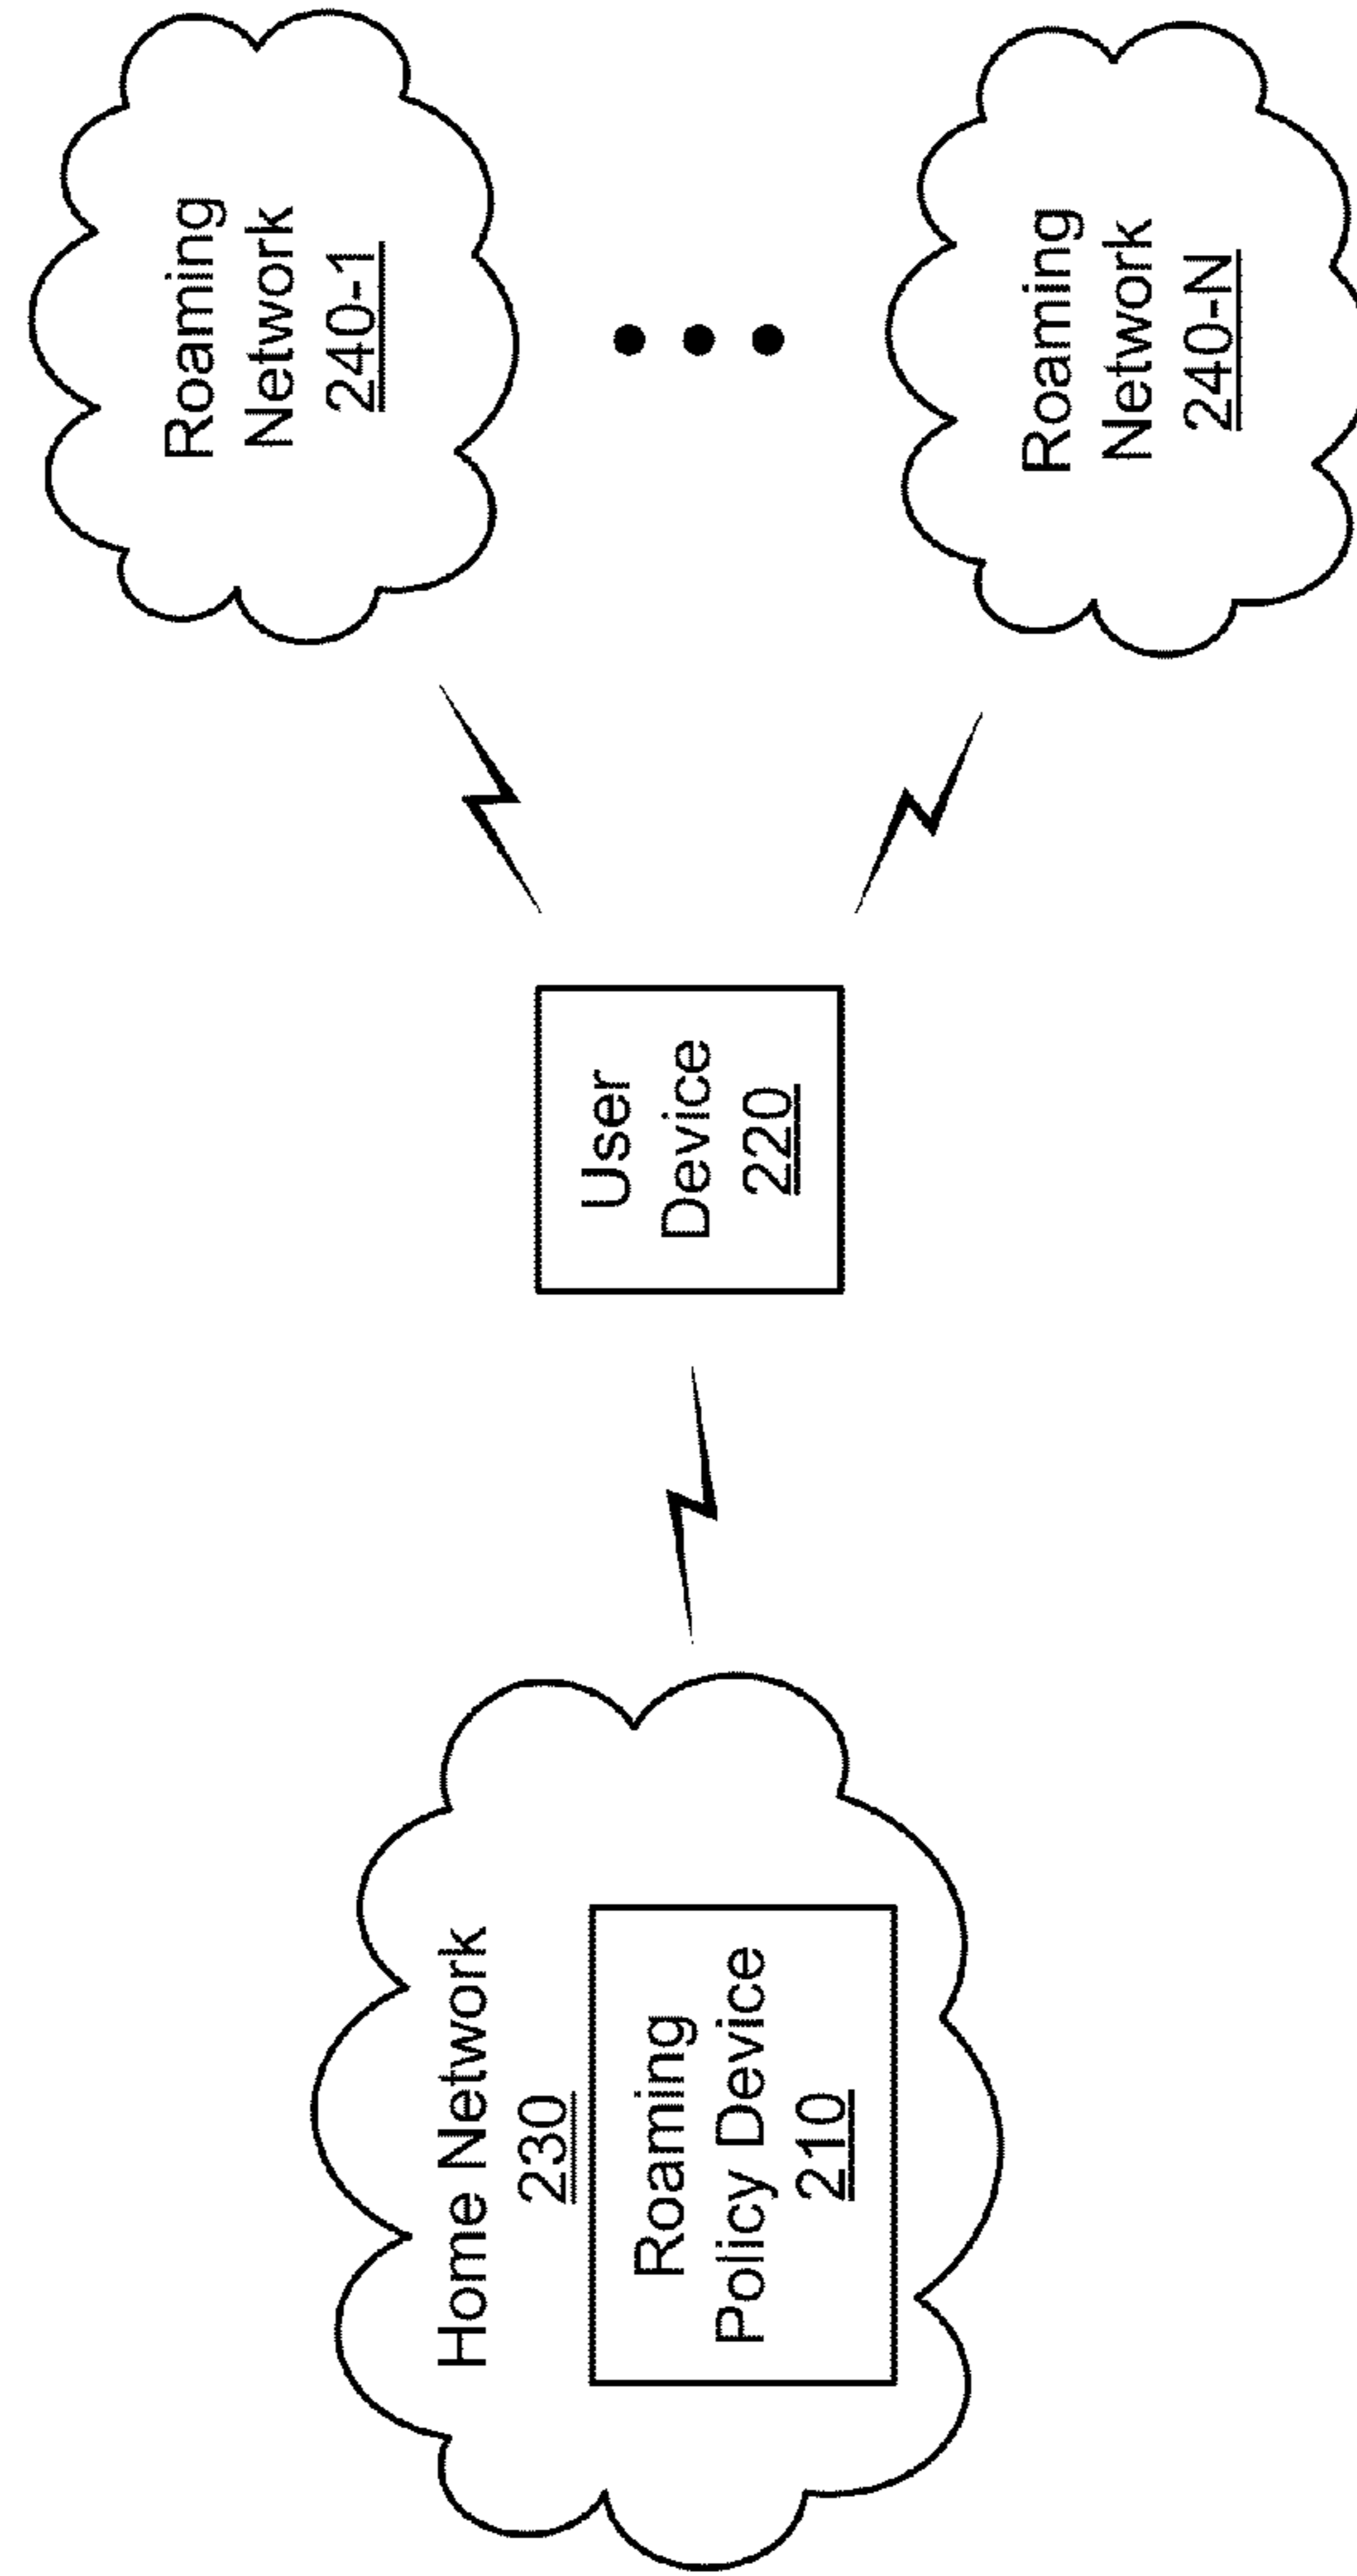 Home Network
230
Roaming
Policy Device
210
User
Device
220
Roaming
Network
240-1
Roaming
Network
240-N